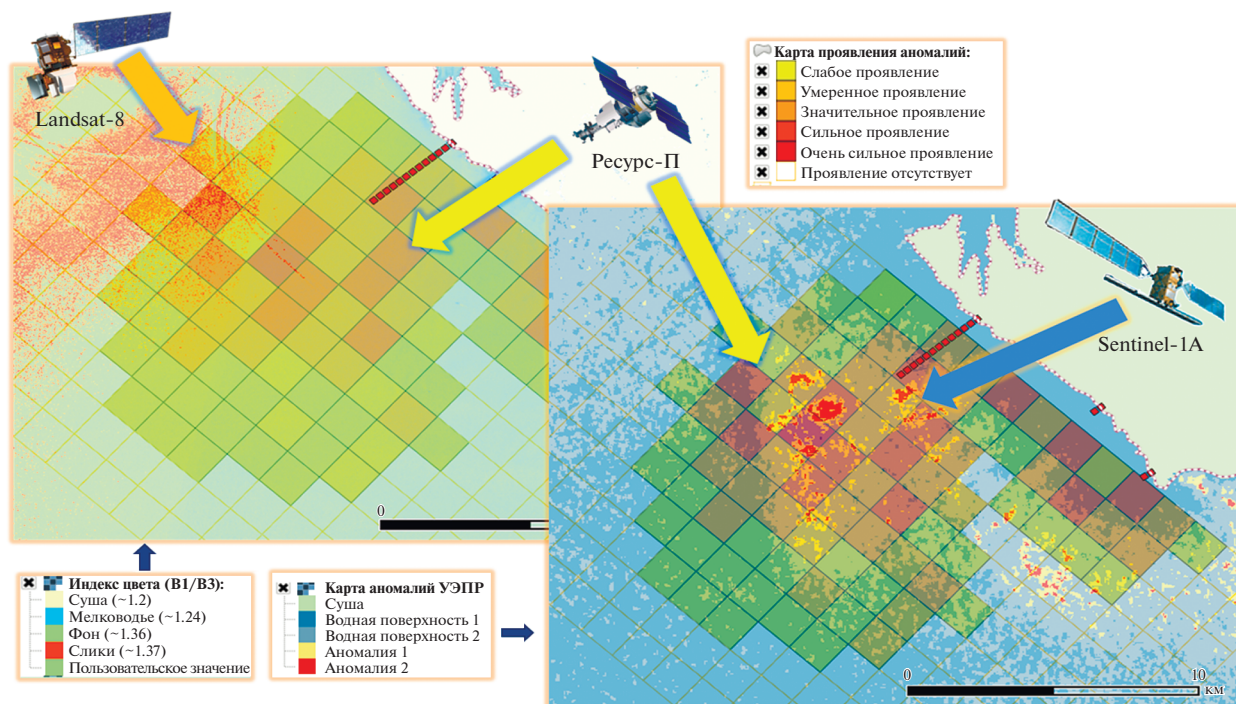 Landsat-8
Ресурс-П
Карта проявления аномалий:
Слабое проявление
Умеренное проявление
Значительное проявление
Сильное проявление
Очень сильное проявление
Проявление отсутствует
Sentinel-1A
0
Индекс цвета (В1/В3):
Суша (~1.2)
Мелководье (~1.24)
Фон (~1.36)
Слики (~1.37)
Пользовательское значение
Карта аномалий УЭПР
Суша
Водная поверхность 1
Водная поверхность 2
Аномалия 1
Аномалия 2
0
10
км